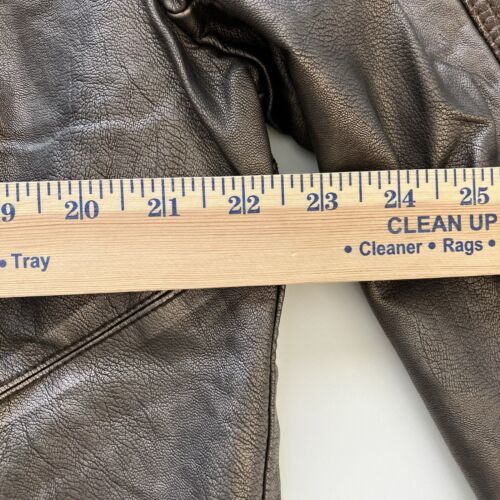 9 20 21 22 23 24 25
CLEAN UP
• Tray • Cleaner • Rags •